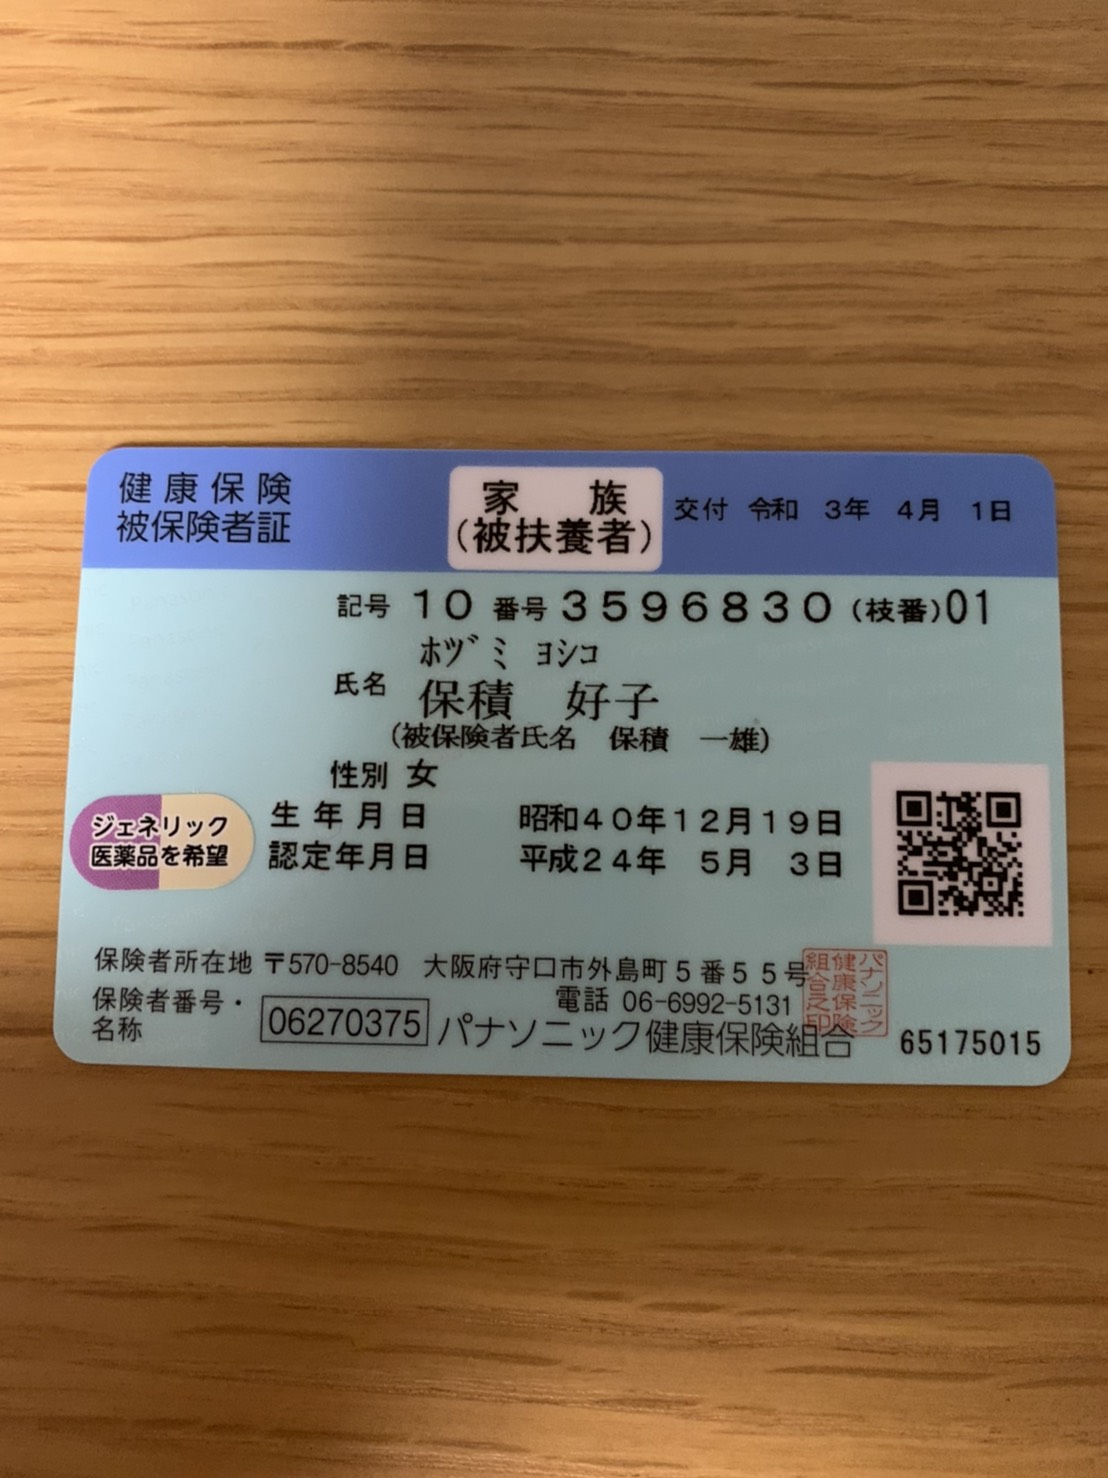 健康保険
被保険者証
家 族
(被扶養者)
交付 令和 3年 4月 1日
記号 10 番号 3596830 (枝番)01
ホヅミ ヨシコ
氏名 保積 好子
(被保険者氏名 保積 一雄)
性別 女
生年月日 昭和40年12月19日
認定年月日 平成24年 5月 3日
ジェネリック
医薬品を希望
保険者所在地 〒570-8540 大阪府守口市外島町5番55号
電話 06-6992-5131
保険者番号・
名称
06270375 パナソニック健康保険組合
パナソニック
健康保険
組合之印
65175015